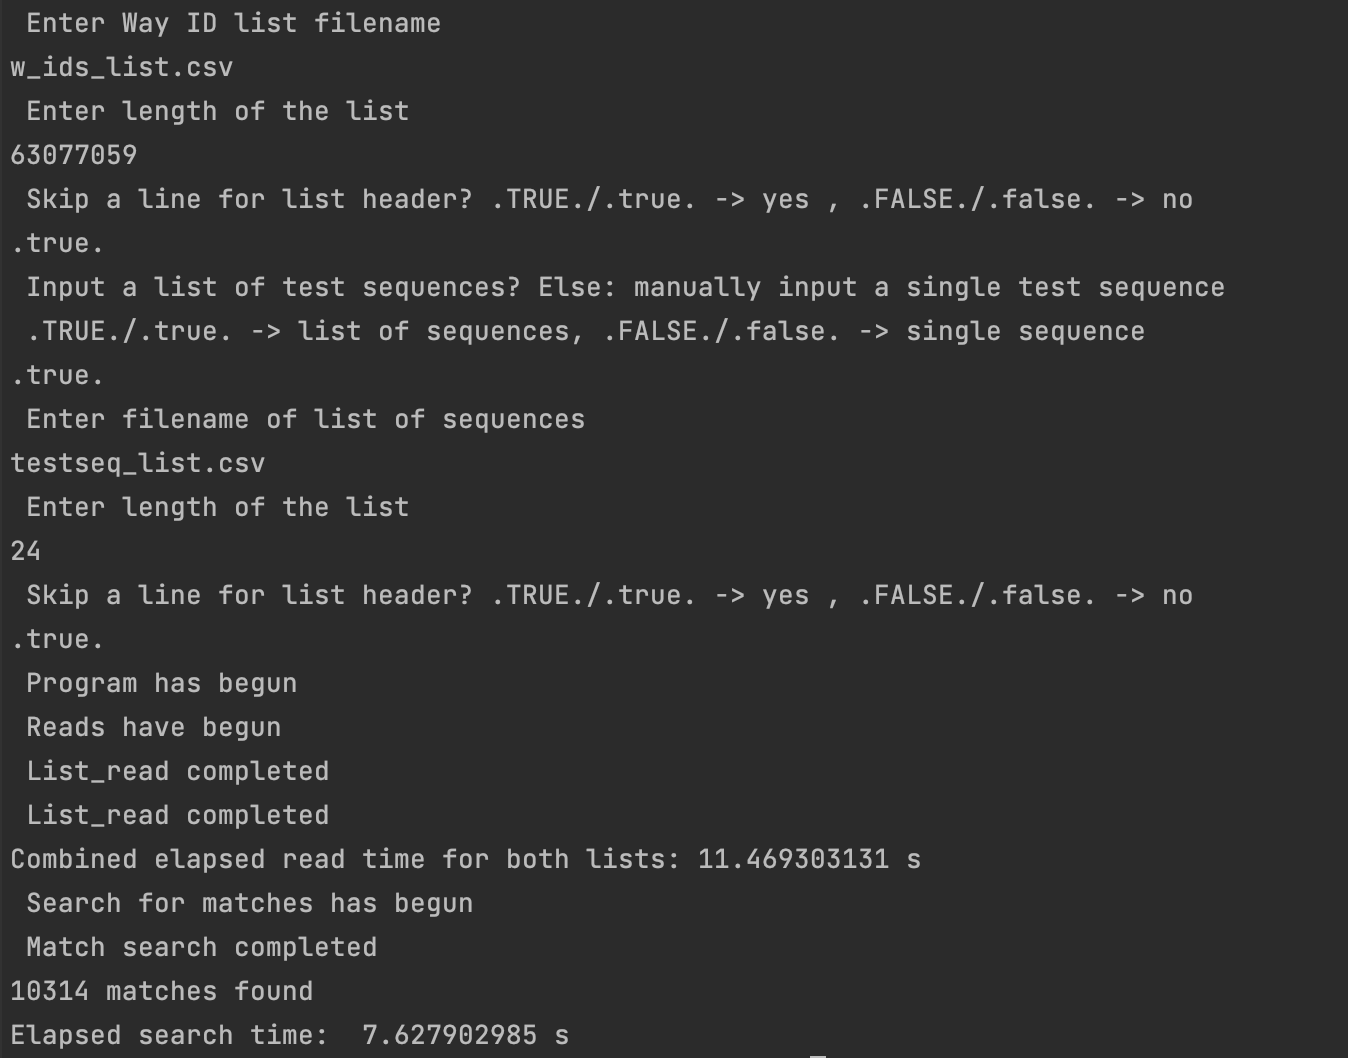 Enter Way ID list filename
w_ids_list.csv
Enter length of the list
63077059
Skip a line for list header? .TRUE./.true. -> yes , .FALSE./.false. -> no
.true.
Input a list of test sequences? Else: manually input a single test sequence
.TRUE./.true. -> list of sequences, .FALSE./.false. -> single sequence
.true.
Enter filename of list of sequences
testseq_list.csv
Enter length of the list
24
Skip a line for list header? .TRUE./.true. -> yes , .FALSE./.false. -> no
.true.
Program has begun
Reads have begun
List_read completed
List_read completed
Combined elapsed read time for both lists: 11.469303131 s
Search for matches has begun
Match search completed
10314 matches found
Elapsed search time:  7.627902985 s